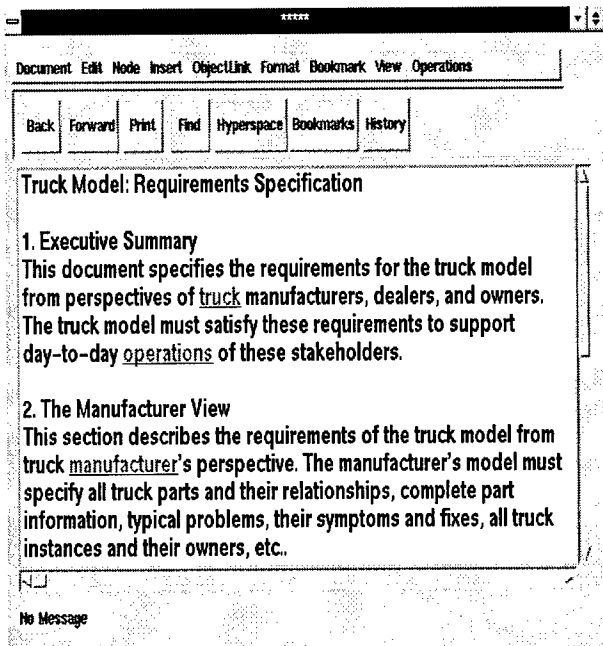 *****
Document Edit Node Insert ObjectLink Format Bookmark View Operations
Back Forward Print Find Hyperspace Bookmarks History
Truck Model: Requirements Specification
1. Executive Summary
This document specifies the requirements for the truck model
from perspectives of truck manufacturers, dealers, and owners.
The truck model must satisfy these requirements to support
day-to-day operations of these stakeholders.
2. The Manufacturer View
This section describes the requirements of the truck model from
truck manufacturer's perspective. The manufacturer's model must
specify all truck parts and their relationships, complete part
information, typical problems, their symptoms and fixes, all truck
instances and their owners, etc..
No Message